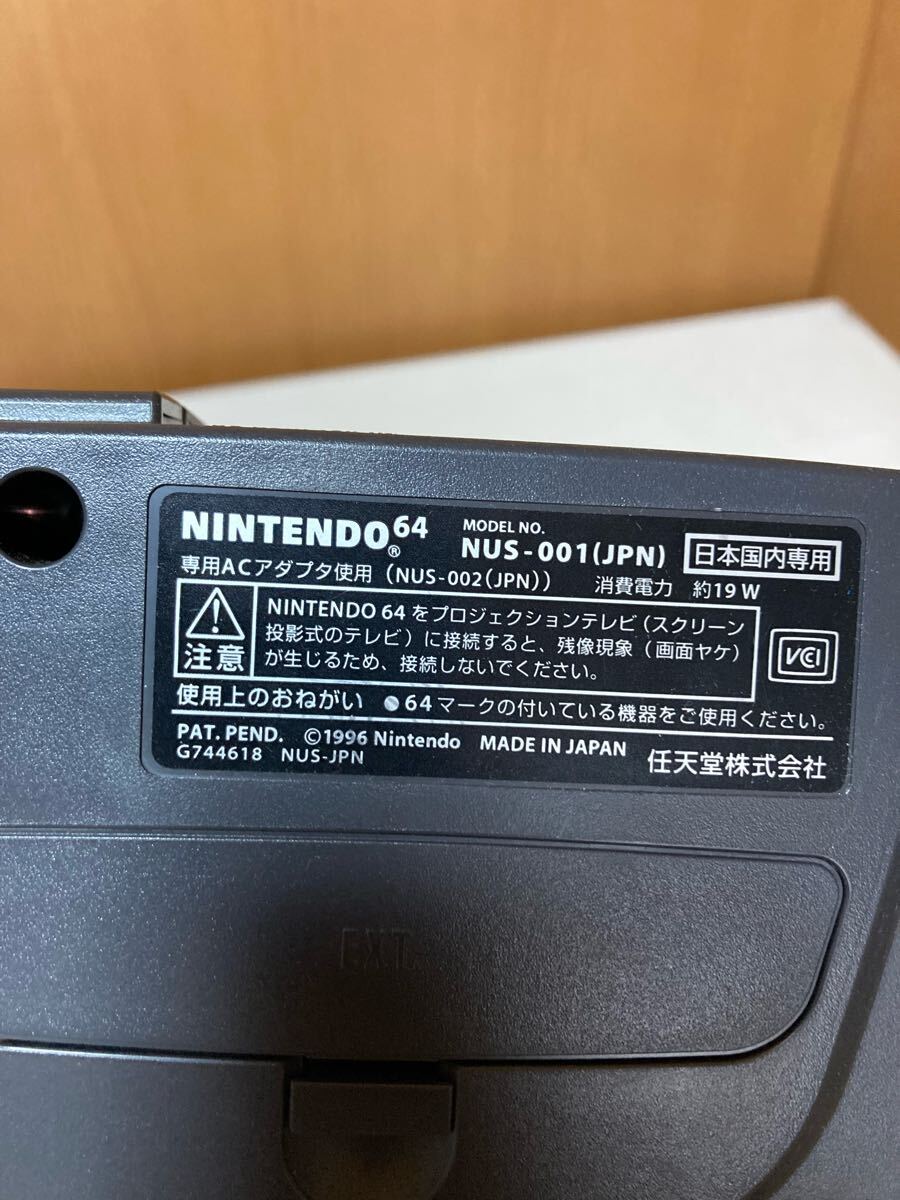 NINTENDO64®
MODEL NO.
NUS-001(JPN) 日本国内専用
専用ACアダプタ使用（NUS-002(JPN)） 消費電力 約19W
注意
NINTENDO 64 をプロジェクションテレビ（スクリーン
投影式のテレビ）に接続すると、残像現象（画面ヤケ）
が生じるため、接続しないでください。
VCI
使用上のおねがい 64 マークの付いている機器をご使用ください。
PAT. PEND. ©1996 Nintendo MADE IN JAPAN
G744618 NUS-JPN 任天堂株式会社
EXT.